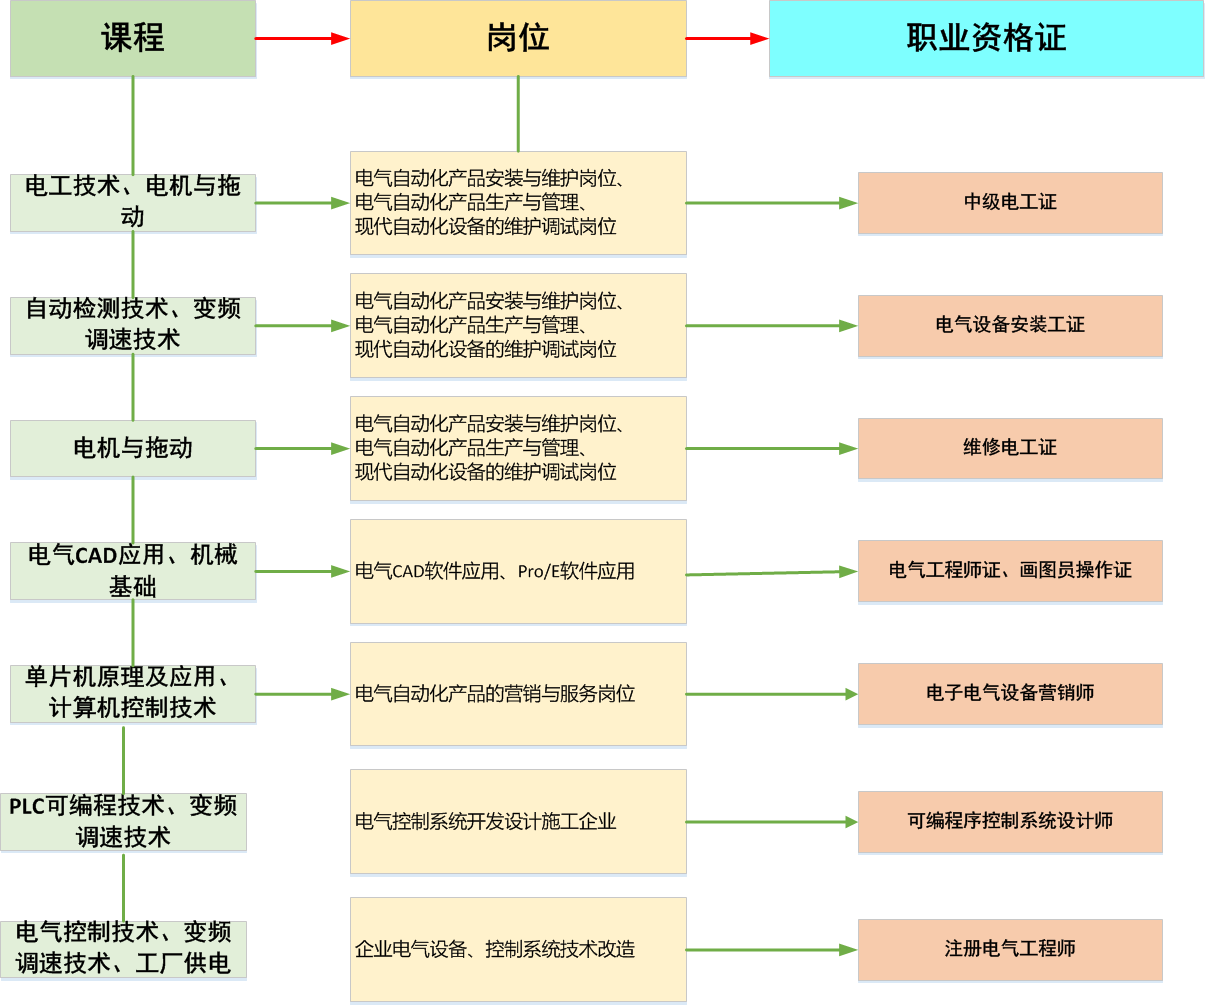 课程
岗位
职业资格证
电工技术、电机与拖
动
电气自动化产品安装与维护岗位、
电气自动化产品生产与管理、
现代自动化设备的维护调试岗位
中级电工证
自动检测技术、变频
调速技术
电气自动化产品安装与维护岗位、
电气自动化产品生产与管理、
现代自动化设备的维护调试岗位
电气设备安装工证
电机与拖动
电气自动化产品安装与维护岗位、
电气自动化产品生产与管理、
现代自动化设备的维护调试岗位
维修电工证
电气CAD应用、机械
基础
电气CAD软件应用、Pro/E软件应用
电气工程师证、画图员操作证
单片机原理及应用、
计算机控制技术
电气自动化产品的营销与服务岗位
电子电气设备营销师
PLC可编程技术、变频
调速技术
电气控制系统开发设计施工企业
可编程序控制系统设计师
电气控制技术、变频
调速技术、工厂供电
企业电气设备、控制系统技术改造
注册电气工程师